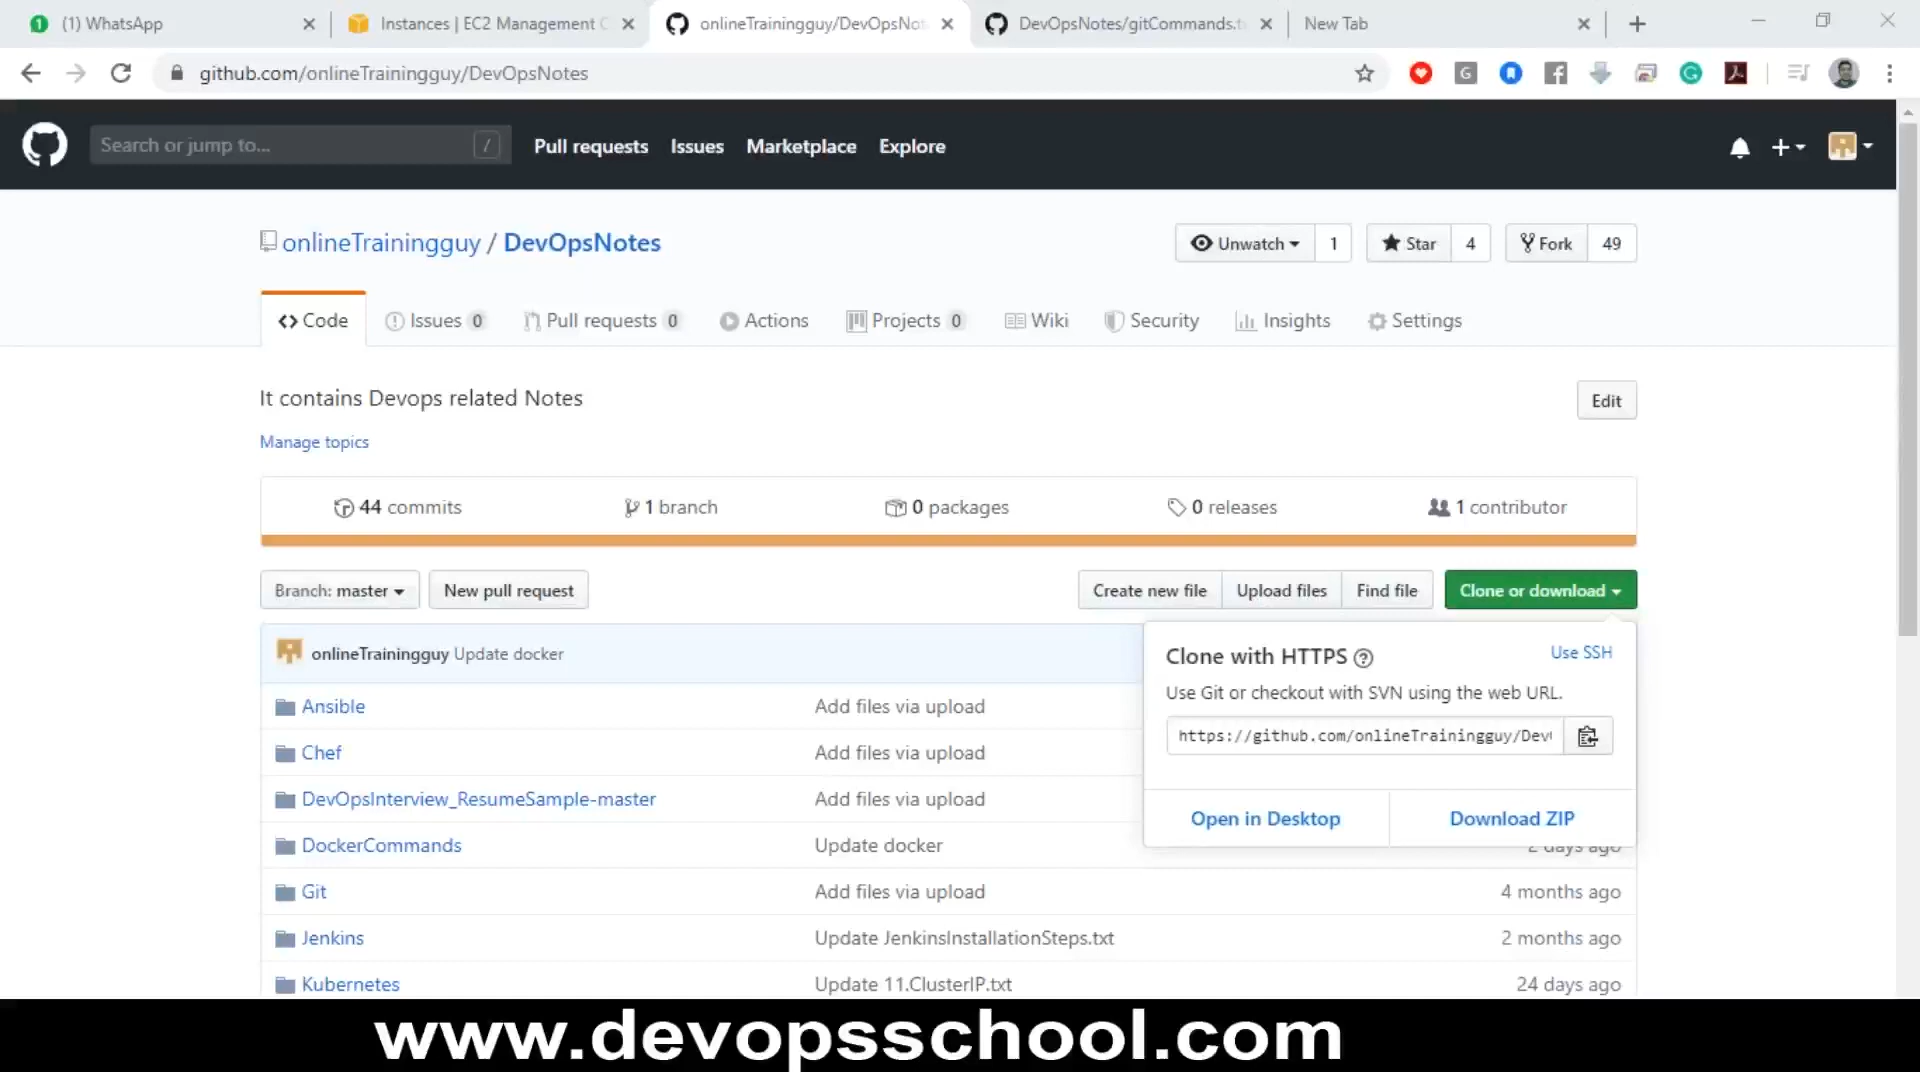 (1) WhatsApp
Instances | EC2 Management C
onlineTrainingguy/DevOpsNot
DevOpsNotes/gitCommands.t
New Tab
github.com/onlineTrainingguy/DevOpsNotes
Search or jump to...
/
Pull requests
Issues
Marketplace
Explore
onlineTrainingguy / DevOpsNotes
Unwatch 1
Star 4
Fork 49
Code
Issues 0
Pull requests 0
Actions
Projects 0
Wiki
Security
Insights
Settings
It contains Devops related Notes
Edit
Manage topics
44 commits
1 branch
0 packages
0 releases
1 contributor
Branch: master
New pull request
Create new file
Upload files
Find file
Clone or download
onlineTrainingguy Update docker
Clone with HTTPS
Use SSH
Use Git or checkout with SVN using the web URL.
https://github.com/onlineTrainingguy/Dev
Open in Desktop
Download ZIP
Ansible Add files via upload
Chef Add files via upload
DevOpsInterview_ResumeSample-master Add files via upload
DockerCommands Update docker 2 days ago
Git Add files via upload 4 months ago
Jenkins Update JenkinsInstallationSteps.txt 2 months ago
Kubernetes Update 11.ClusterIP.txt 24 days ago
www.devopsschool.com